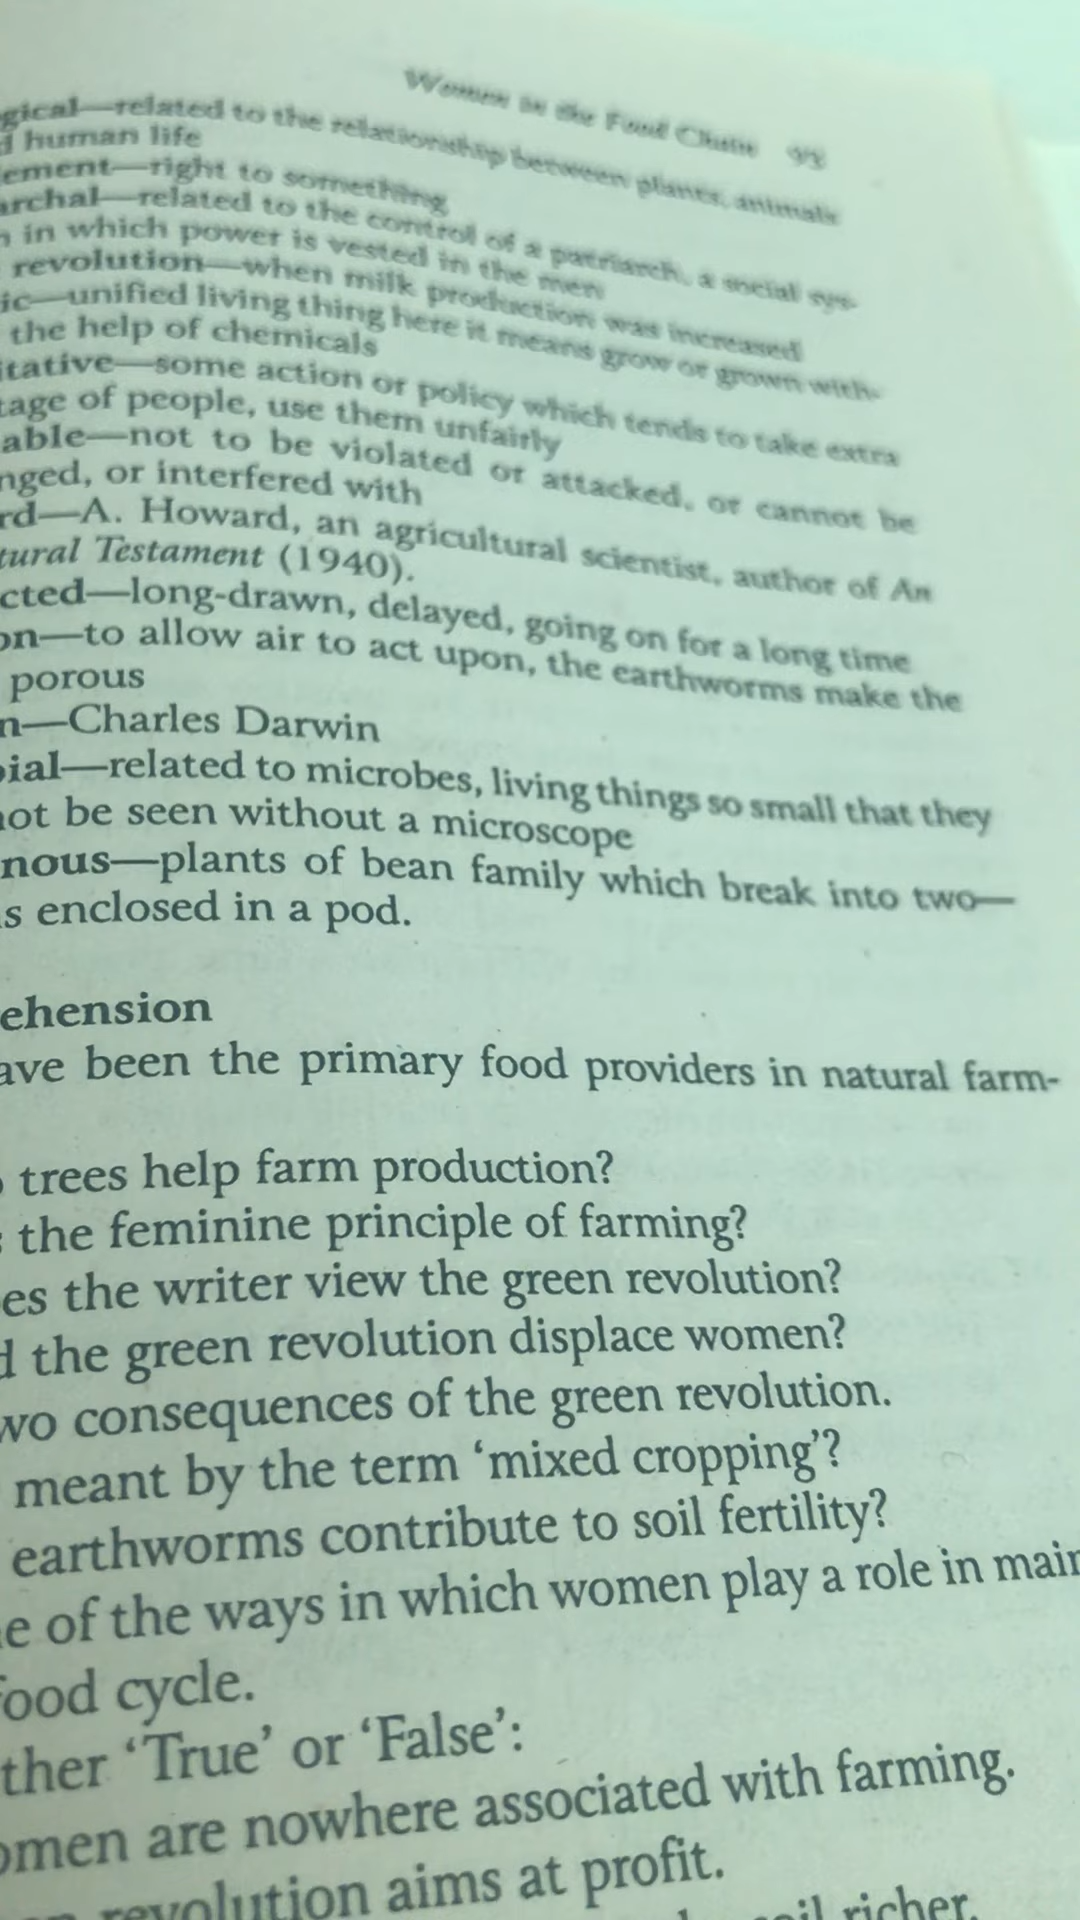 Women in the Food Chain 93
gical—related to the relationship between plants, animals
d human life
ement—right to something
archal—related to the control of a patriarch, a social sys-
in which power is vested in the men
revolution—when milk production was increased
ic—unified living thing here it means grow or grown with-
the help of chemicals
itative—some action or policy which tends to take extra
tage of people, use them unfairly
able—not to be violated or attacked, or cannot be
nged, or interfered with
rd—A. Howard, an agricultural scientist, author of An
tural Testament (1940).
cted—long-drawn, delayed, going on for a long time
on—to allow air to act upon, the earthworms make the
porous
n—Charles Darwin
bial—related to microbes, living things so small that they
not be seen without a microscope
nous—plants of bean family which break into two—
s enclosed in a pod.
ehension
ave been the primary food providers in natural farm-
o trees help farm production?
s the feminine principle of farming?
es the writer view the green revolution?
d the green revolution displace women?
wo consequences of the green revolution.
meant by the term ‘mixed cropping’?
earthworms contribute to soil fertility?
e of the ways in which women play a role in main
food cycle.
ther ‘True’ or ‘False’:
omen are nowhere associated with farming.
en revolution aims at profit.
soil richer.